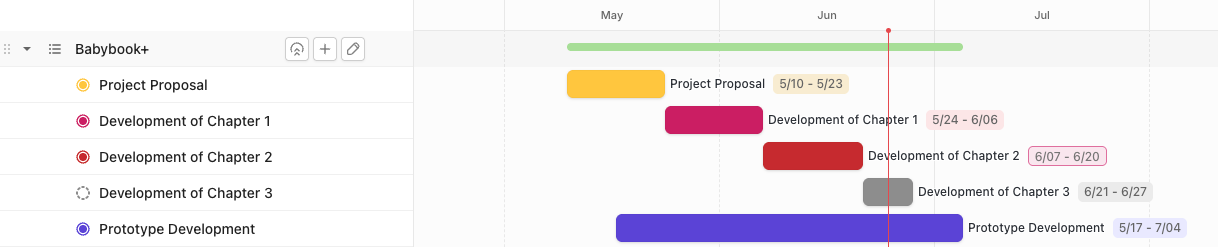 May Jun Jul
Babybook+
Project Proposal Project Proposal 5/10 - 5/23
Development of Chapter 1 Development of Chapter 1 5/24 - 6/06
Development of Chapter 2 Development of Chapter 2 6/07 - 6/20
Development of Chapter 3 Development of Chapter 3 6/21 - 6/27
Prototype Development Prototype Development 5/17 - 7/04